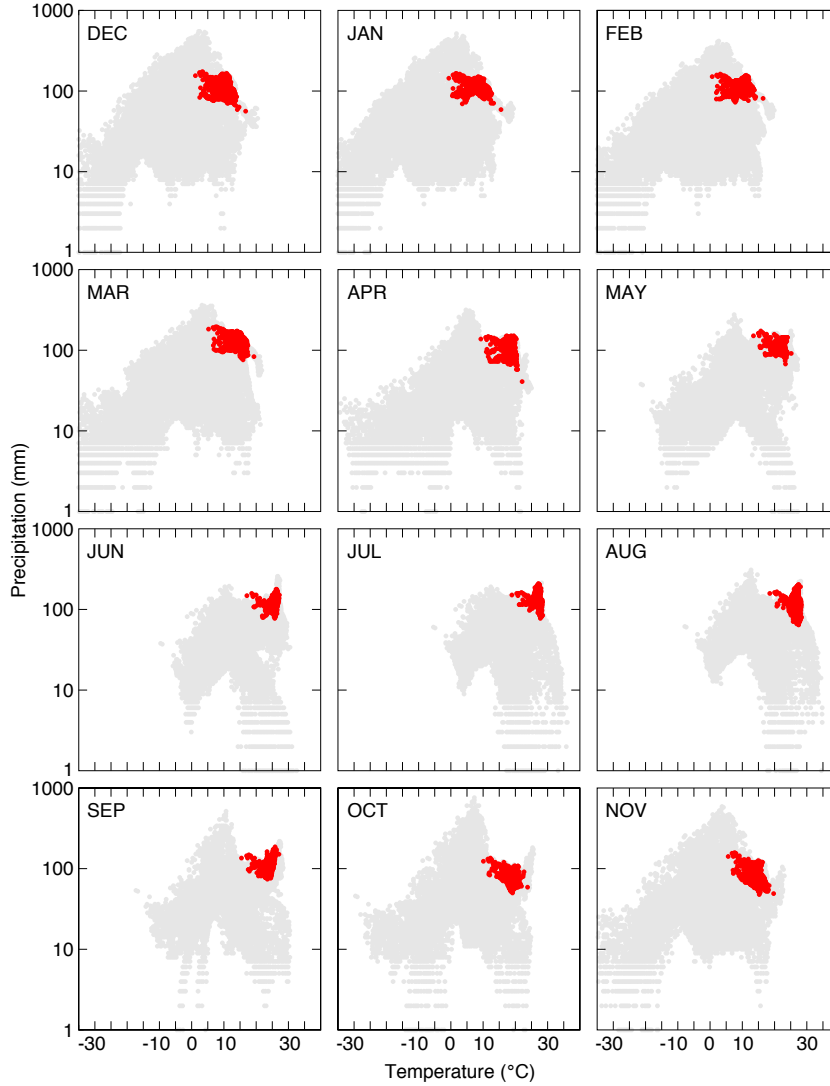 1000
DEC
JAN
FEB
100
10
1
1000
MAR
APR
MAY
100
10
1
Precipitation (mm)
1000
JUN
JUL
AUG
100
10
1
1000
SEP
OCT
NOV
100
10
1
-30 -10 0 10 30 -30 -10 0 10 30 -30 -10 0 10 30
Temperature (°C)